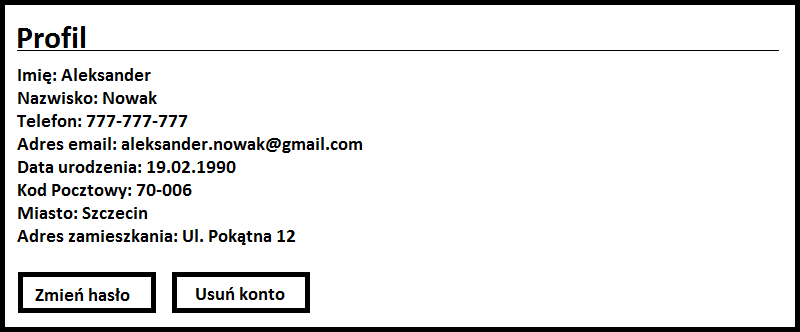 Profil
Imię: Aleksander
Nazwisko: Nowak
Telefon: 777-777-777
Adres email: aleksander.nowak@gmail.com
Data urodzenia: 19.02.1990
Kod Pocztowy: 70-006
Miasto: Szczecin
Adres zamieszkania: Ul. Pokątna 12
Zmień hasło Usuń konto